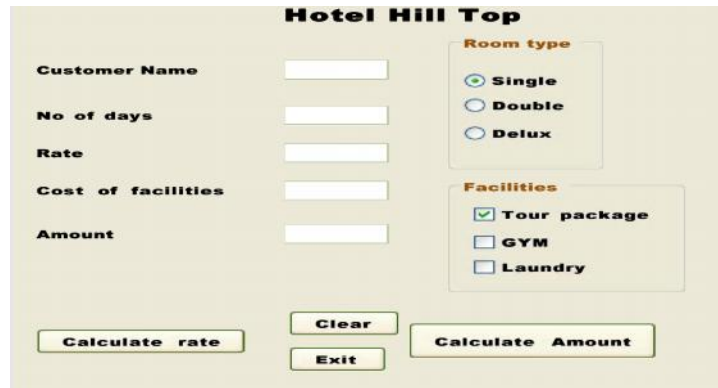 Hotel Hill Top
Customer Name
No of days
Rate
Cost of facilities
Amount
Room type
Single
Double
Delux
Facilities
Tour package
GYM
Laundry
Calculate rate
Clear
Exit
Calculate Amount